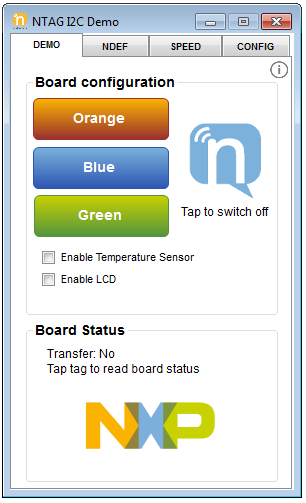 NTAG I2C Demo
DEMO NDEF SPEED CONFIG
Board configuration
Orange
Blue
Green
Tap to switch off
Enable Temperature Sensor
Enable LCD
Board Status
Transfer: No
Tap tag to read board status
NXP